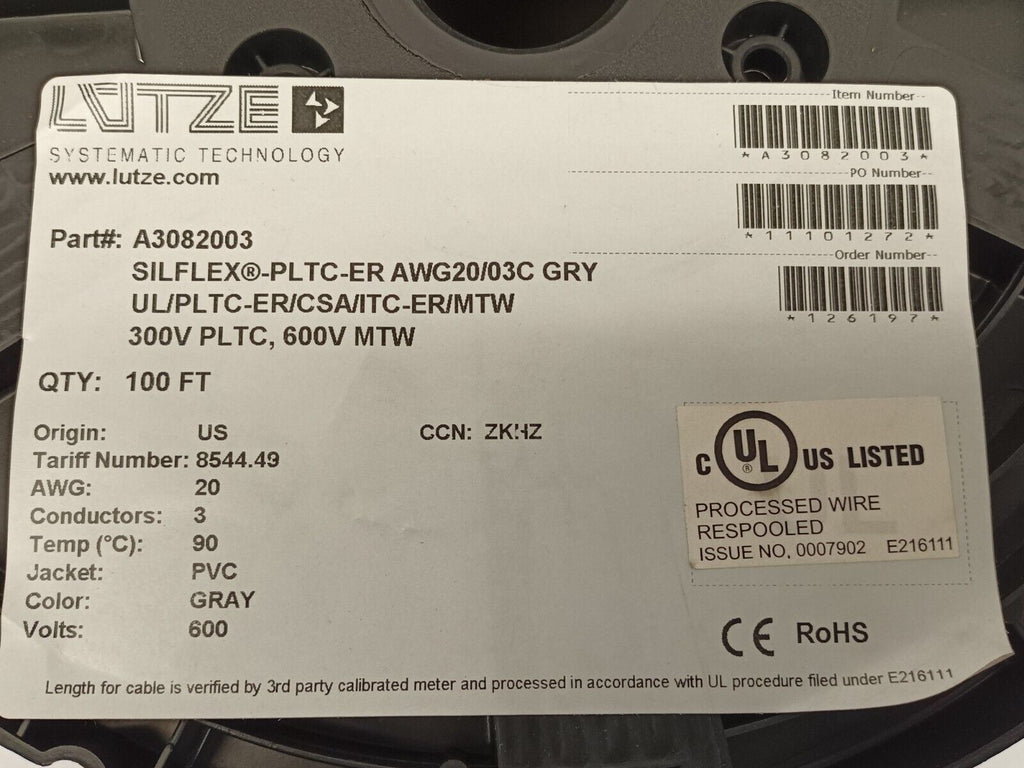 LUTZE
SYSTEMATIC TECHNOLOGY
www.lutze.com
Item Number
*A3082003*
PO Number
*11101272*
Order Number
*126197*
Part#: A3082003
SILFLEX®-PLTC-ER AWG20/03C GRY
UL/PLTC-ER/CSA/ITC-ER/MTW
300V PLTC, 600V MTW
QTY: 100 FT
Origin: US
CCN: ZKHZ
Tariff Number: 8544.49
AWG: 20
Conductors: 3
Temp (°C): 90
Jacket: PVC
Color: GRAY
Volts: 600
C UL® US LISTED
PROCESSED WIRE
RESPOOLED
ISSUE NO, 0007902 E216111
CE RoHS
Length for cable is verified by 3rd party calibrated meter and processed in accordance with UL procedure filed under E216111